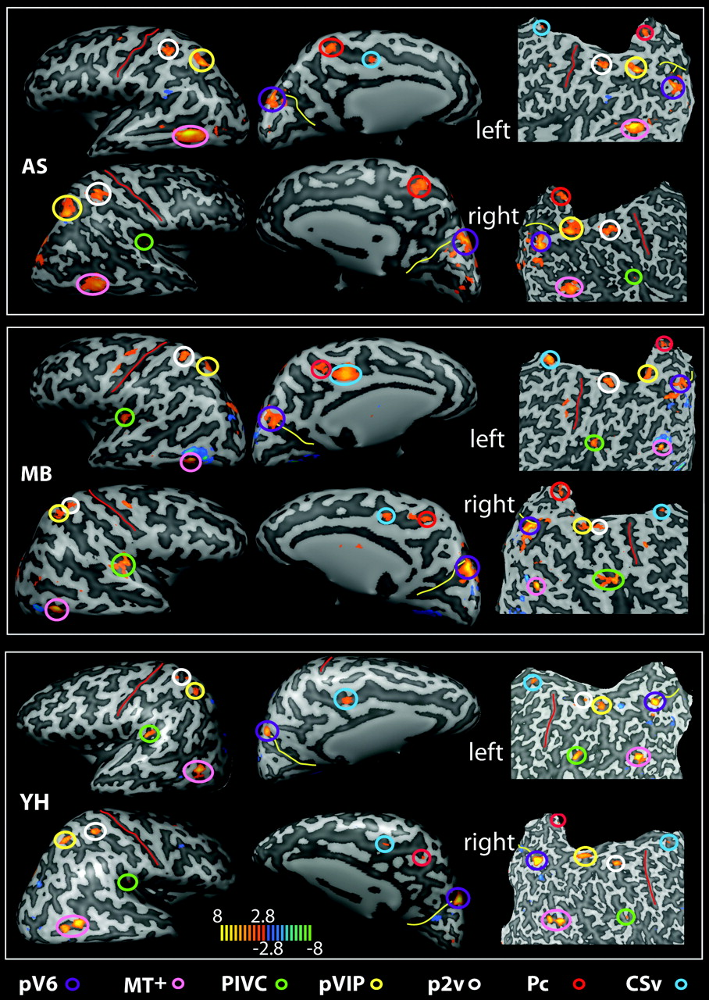 left
AS
right
left
MB
right
left
YH
right
8 2.8
-2.8 -8
pV6 MT+ PIVC pVIP p2v Pc CSv